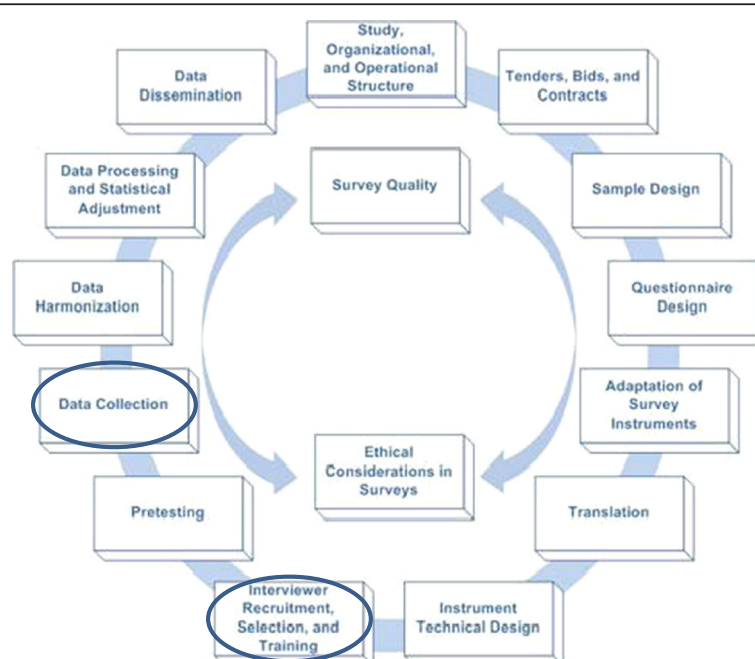 Study,
Organizational,
and Operational
Structure
Tenders, Bids, and
Contracts
Sample Design
Questionnaire
Design
Adaptation of
Survey
Instruments
Translation
Instrument
Technical Design
Interviewer
Recruitment,
Selection, and
Training
Pretesting
Data Collection
Data
Harmonization
Data Processing
and Statistical
Adjustment
Data
Dissemination
Survey Quality
Ethical
Considerations in
Surveys